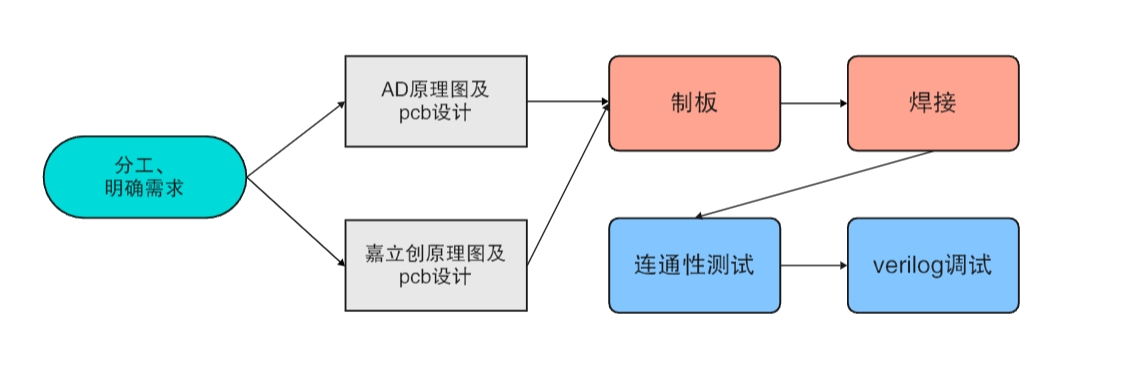 分工、
明确需求
AD原理图及
pcb设计
嘉立创原理图及
pcb设计
制板
焊接
连通性测试
verilog调试